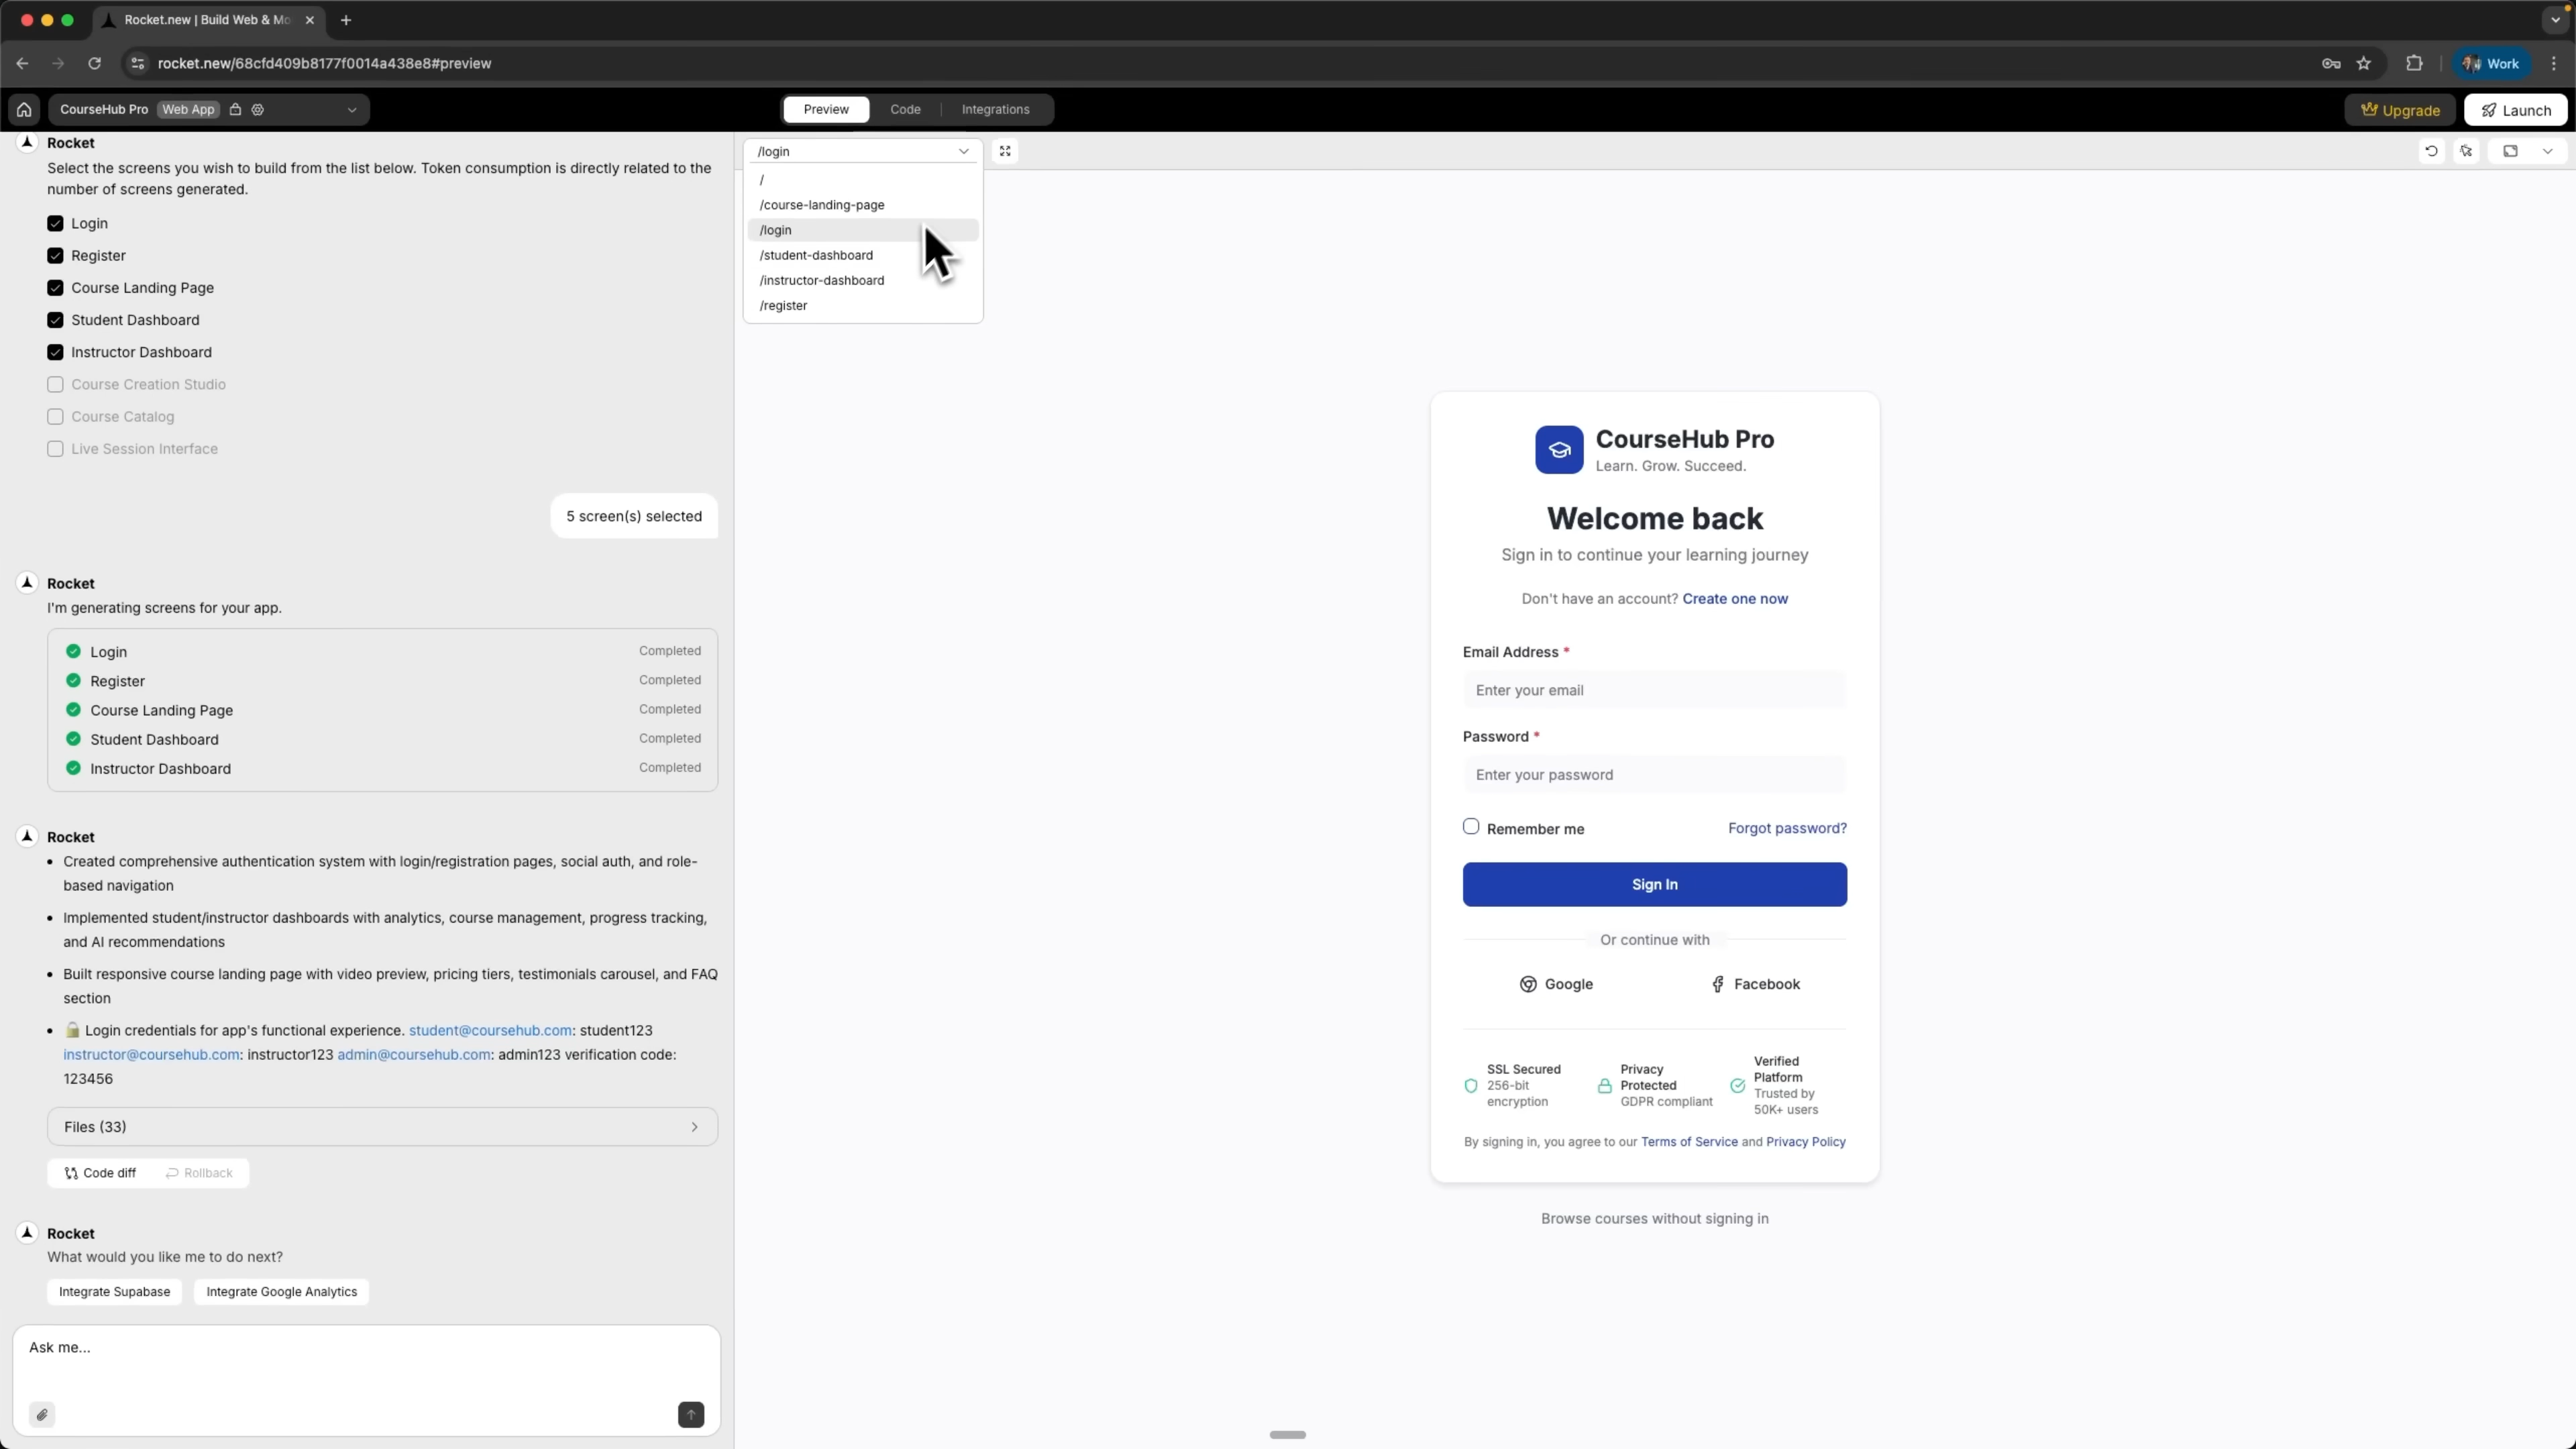 Rocket.new | Build Web & Mo
rocket.new/68cfd409b8177f0014a438e8#preview
Work
CourseHub Pro
Web App
Preview
Code
Integrations
Upgrade
Launch
Rocket
Select the screens you wish to build from the list below. Token consumption is directly related to the
number of screens generated.
Login
Register
Course Landing Page
Student Dashboard
Instructor Dashboard
Course Creation Studio
Course Catalog
Live Session Interface
5 screen(s) selected
Rocket
I'm generating screens for your app.
Login Completed
Register Completed
Course Landing Page Completed
Student Dashboard Completed
Instructor Dashboard Completed
Rocket
• Created comprehensive authentication system with login/registration pages, social auth, and role-
based navigation
• Implemented student/instructor dashboards with analytics, course management, progress tracking,
and AI recommendations
• Built responsive course landing page with video preview, pricing tiers, testimonials carousel, and FAQ
section
• 🔒 Login credentials for app's functional experience. student@coursehub.com: student123
instructor@coursehub.com: instructor123 admin@coursehub.com: admin123 verification code:
123456
Files (33)
Code diff
Rollback
Rocket
What would you like me to do next?
Integrate Supabase
Integrate Google Analytics
Ask me...
/login
/
/course-landing-page
/login
/student-dashboard
/instructor-dashboard
/register
CourseHub Pro
Learn. Grow. Succeed.
Welcome back
Sign in to continue your learning journey
Don't have an account? Create one now
Email Address *
Enter your email
Password *
Enter your password
Remember me
Forgot password?
Sign In
Or continue with
Google
Facebook
SSL Secured
256-bit
encryption
Privacy
Protected
GDPR compliant
Verified
Platform
Trusted by
50K+ users
By signing in, you agree to our Terms of Service and Privacy Policy
Browse courses without signing in